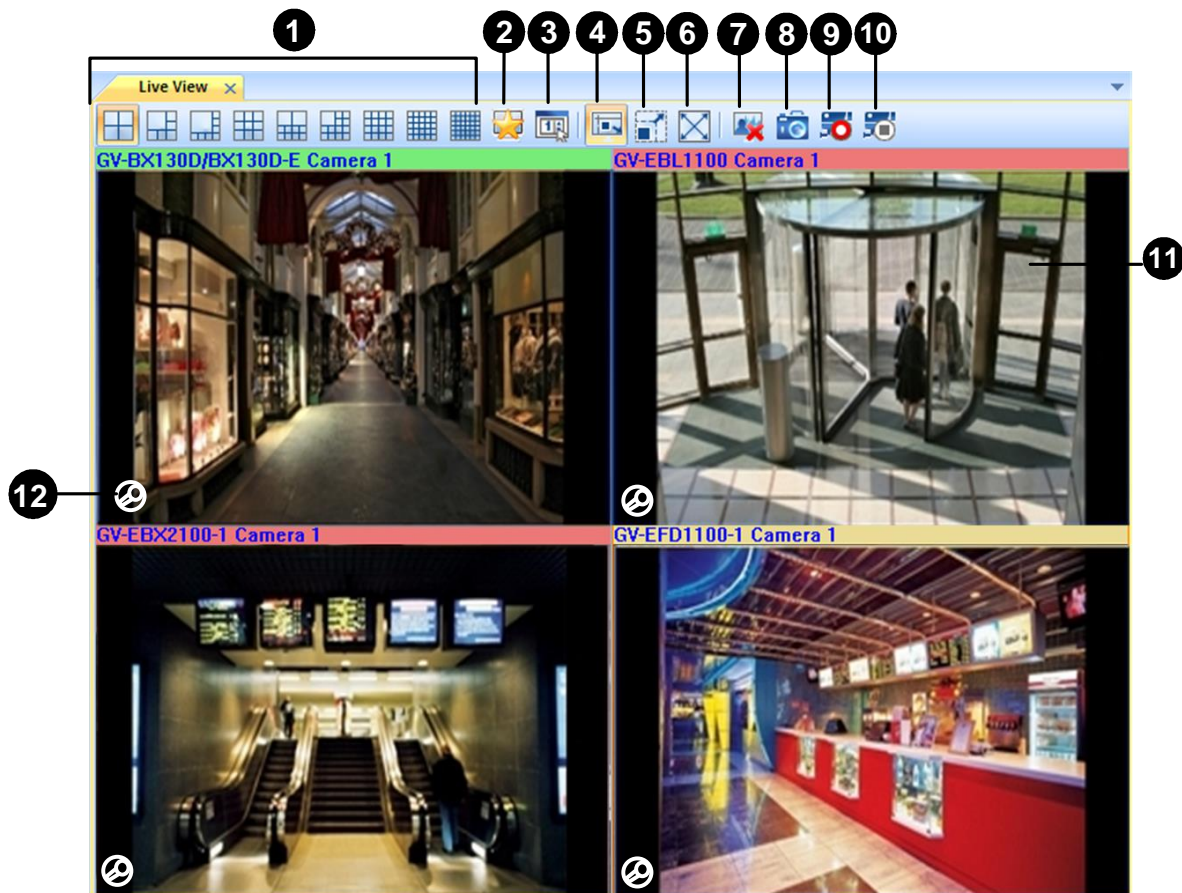 1
2 3 4 5 6 7 8 9 10
Live View
GV-BX130D/BX130D-E Camera 1
GV-EBL1100 Camera 1
11
12
GV-EBX2100-1 Camera 1
GV-EFD1100-1 Camera 1